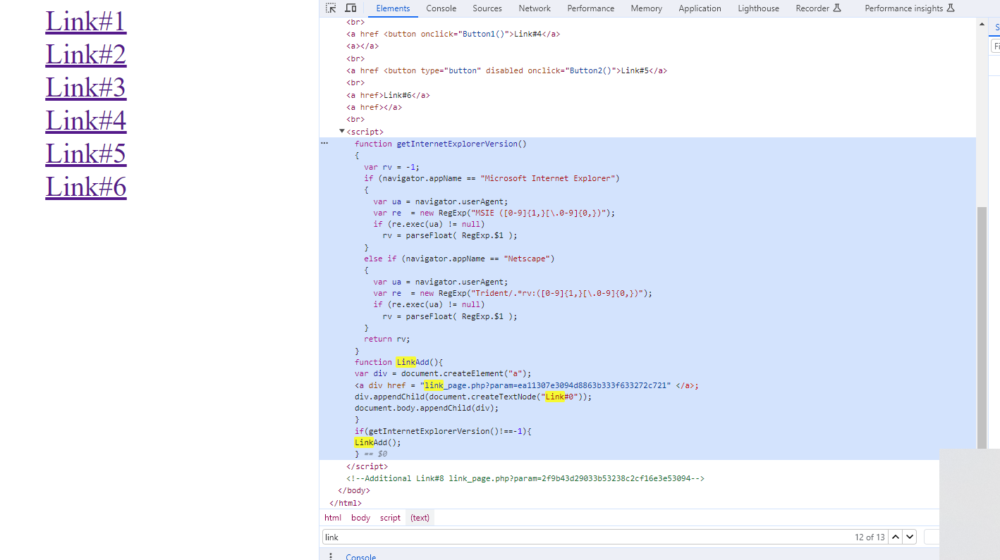 Link#1
Link#2
Link#3
Link#4
Link#5
Link#6
Elements Console Sources Network Performance Memory Application Lighthouse Recorder Performance insights
<br>
<a href <button onclick="Button1()">Link#4</a>
<a></a>
<br>
<a href <button type="button" disabled onclick="Button2()">Link#5</a>
<br>
<a href>Link#6</a>
<a href></a>
<br>
<script>
function getInternetExplorerVersion()
{
var rv = -1;
if (navigator.appName == "Microsoft Internet Explorer")
{
var ua = navigator.userAgent;
var re  = new RegExp("MSIE ([0-9]{1,}[\.0-9]{0,})");
if (re.exec(ua) != null)
rv = parseFloat( RegExp.$1 );
}
else if (navigator.appName == "Netscape")
{
var ua = navigator.userAgent;
var re  = new RegExp("Trident/.*rv:([0-9]{1,}[\.0-9]{0,})");
if (re.exec(ua) != null)
rv = parseFloat( RegExp.$1 );
}
return rv;
}
function LinkAdd(){
var div = document.createElement("a");
<a div href = "link_page.php?param=ea11307e3094d8863b333f633272c721" </a>;
div.appendChild(document.createTextNode("Link#0"));
document.body.appendChild(div);
}
if(getInternetExplorerVersion()!==-1){
LinkAdd();
} == $0
</script>
<!--Additional Link#8 link_page.php?param=2f9b43d29033b53238c2cf16e3e53094-->
</body>
</html>
html body script (text)
link 12 of 13
Console
S
Fi